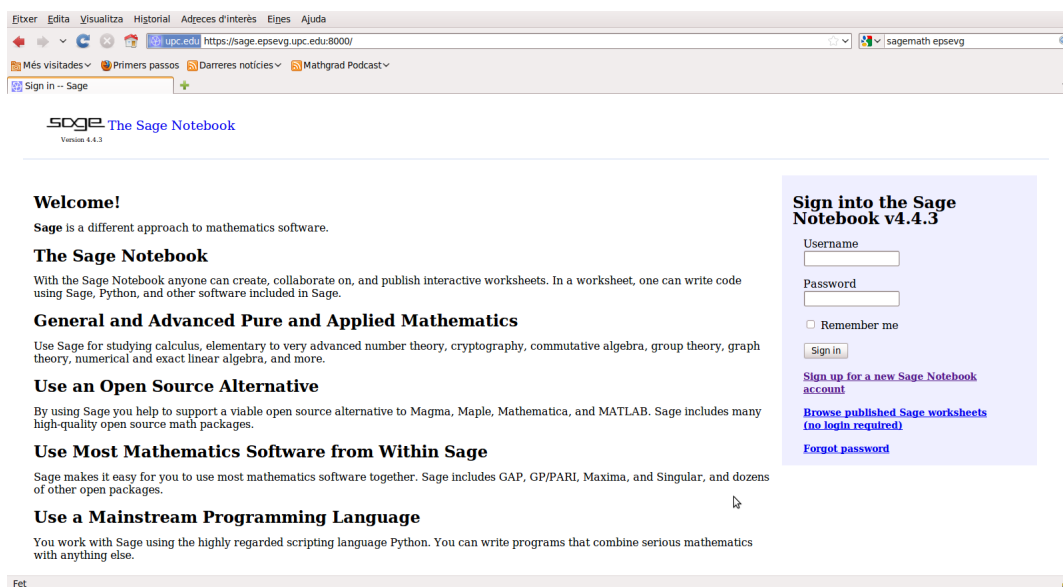 Fitxer Edita Visualitza Historial Adreces d'interès Eines Ajuda
upc.edu https://sage.epsevg.upc.edu:8000/
sagemath epsevg
Més visitades Primers passos Darreres notícies Mathgrad Podcast
Sign in -- Sage
sage The Sage Notebook
Version 4.4.3
Welcome!
Sage is a different approach to mathematics software.
The Sage Notebook
With the Sage Notebook anyone can create, collaborate on, and publish interactive worksheets. In a worksheet, one can write code
using Sage, Python, and other software included in Sage.
General and Advanced Pure and Applied Mathematics
Use Sage for studying calculus, elementary to very advanced number theory, cryptography, commutative algebra, group theory, graph
theory, numerical and exact linear algebra, and more.
Use an Open Source Alternative
By using Sage you help to support a viable open source alternative to Magma, Maple, Mathematica, and MATLAB. Sage includes many
high-quality open source math packages.
Use Most Mathematics Software from Within Sage
Sage makes it easy for you to use most mathematics software together. Sage includes GAP, GP/PARI, Maxima, and Singular, and dozens
of other open packages.
Use a Mainstream Programming Language
You work with Sage using the highly regarded scripting language Python. You can write programs that combine serious mathematics
with anything else.
Sign into the Sage
Notebook v4.4.3
Username
Password
Remember me
Sign in
Sign up for a new Sage Notebook
account
Browse published Sage worksheets
(no login required)
Forgot password
Fet